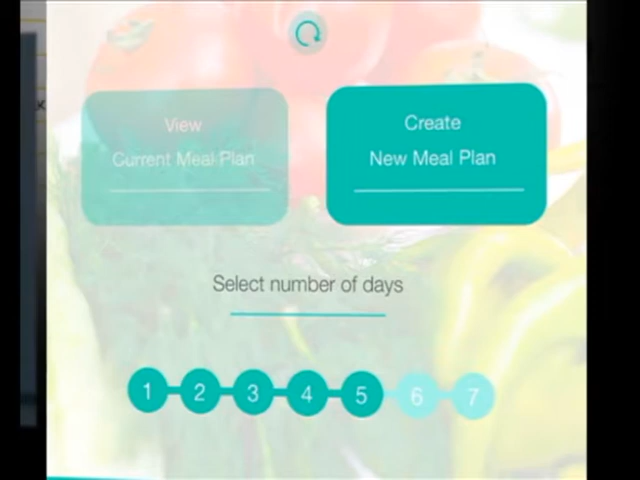 View
Current Meal Plan
Create
New Meal Plan
Select number of days
1 2 3 4 5 6 7